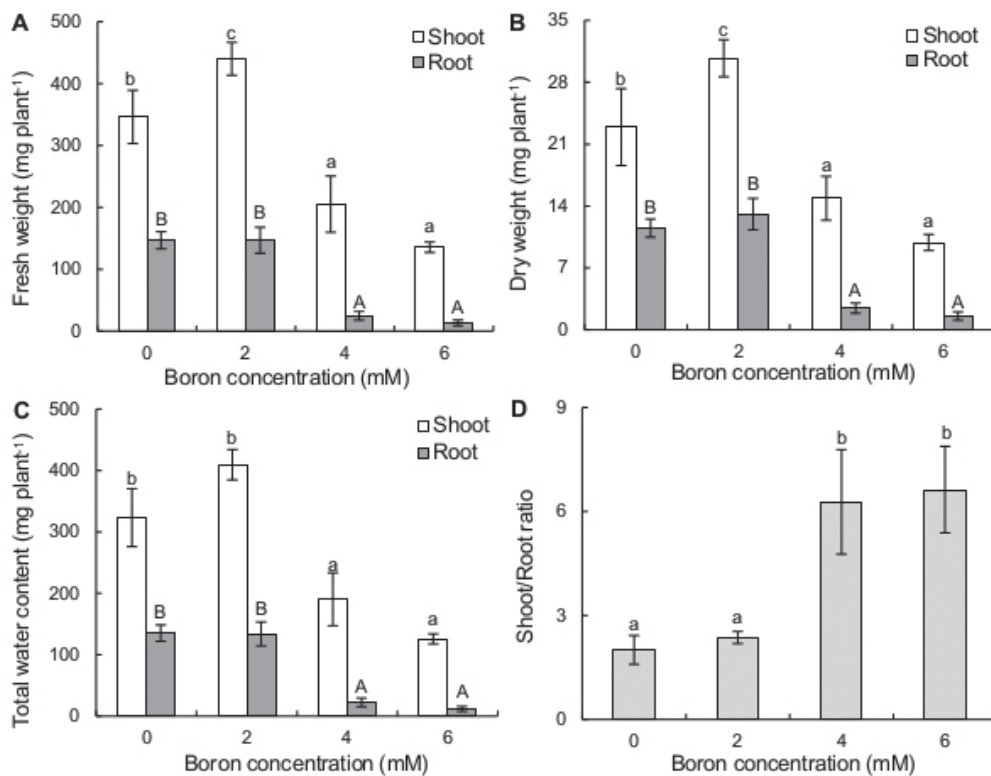 A
Fresh weight (mg plant⁻¹)
500
400
300
200
100
0
Shoot
Root
b
B
c
B
a
A
a
A
0 2 4 6
Boron concentration (mM)
B
Dry weight (mg plant⁻¹)
35
28
21
14
7
0
Shoot
Root
b
B
c
B
a
A
a
A
0 2 4 6
Boron concentration (mM)
C
Total water content (mg plant⁻¹)
500
400
300
200
100
0
Shoot
Root
b
B
b
B
a
A
a
A
0 2 4 6
Boron concentration (mM)
D
Shoot/Root ratio
9
6
3
0
a
a
b
b
0 2 4 6
Boron concentration (mM)